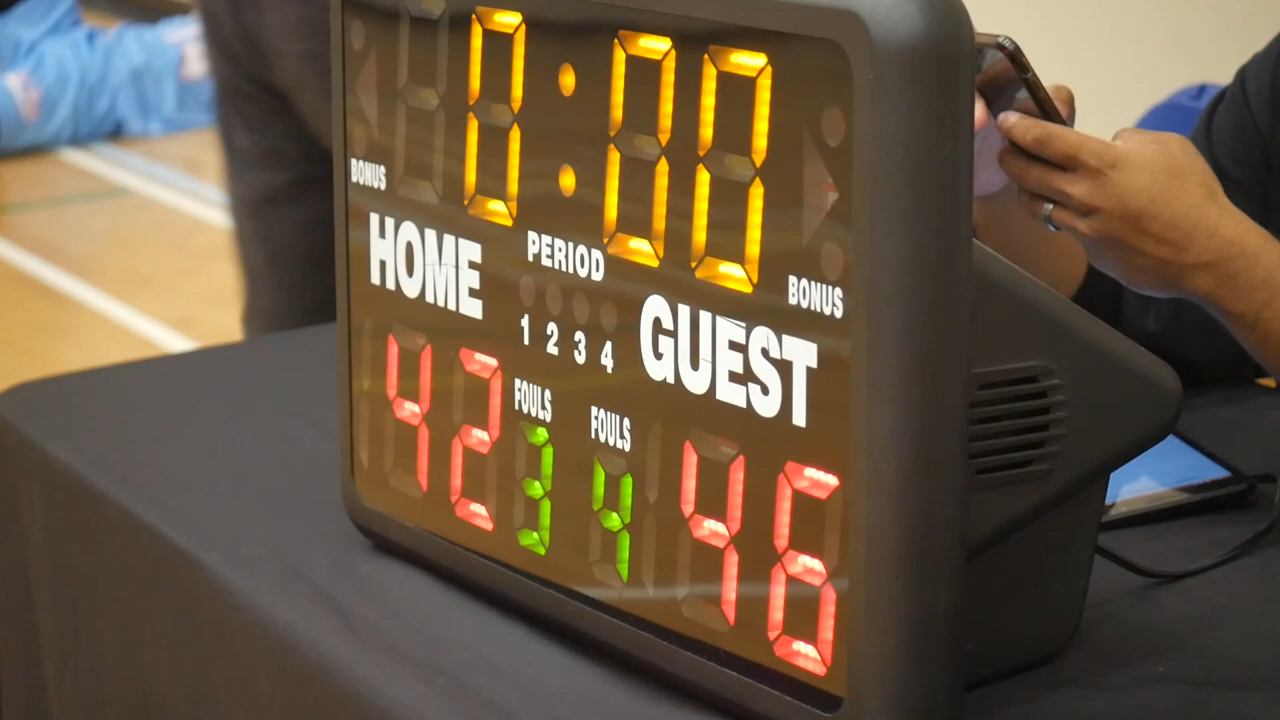 0:00
BONUS
HOME
PERIOD
BONUS
1 2 3 4
GUEST
42
FOULS
3
FOULS
4
46